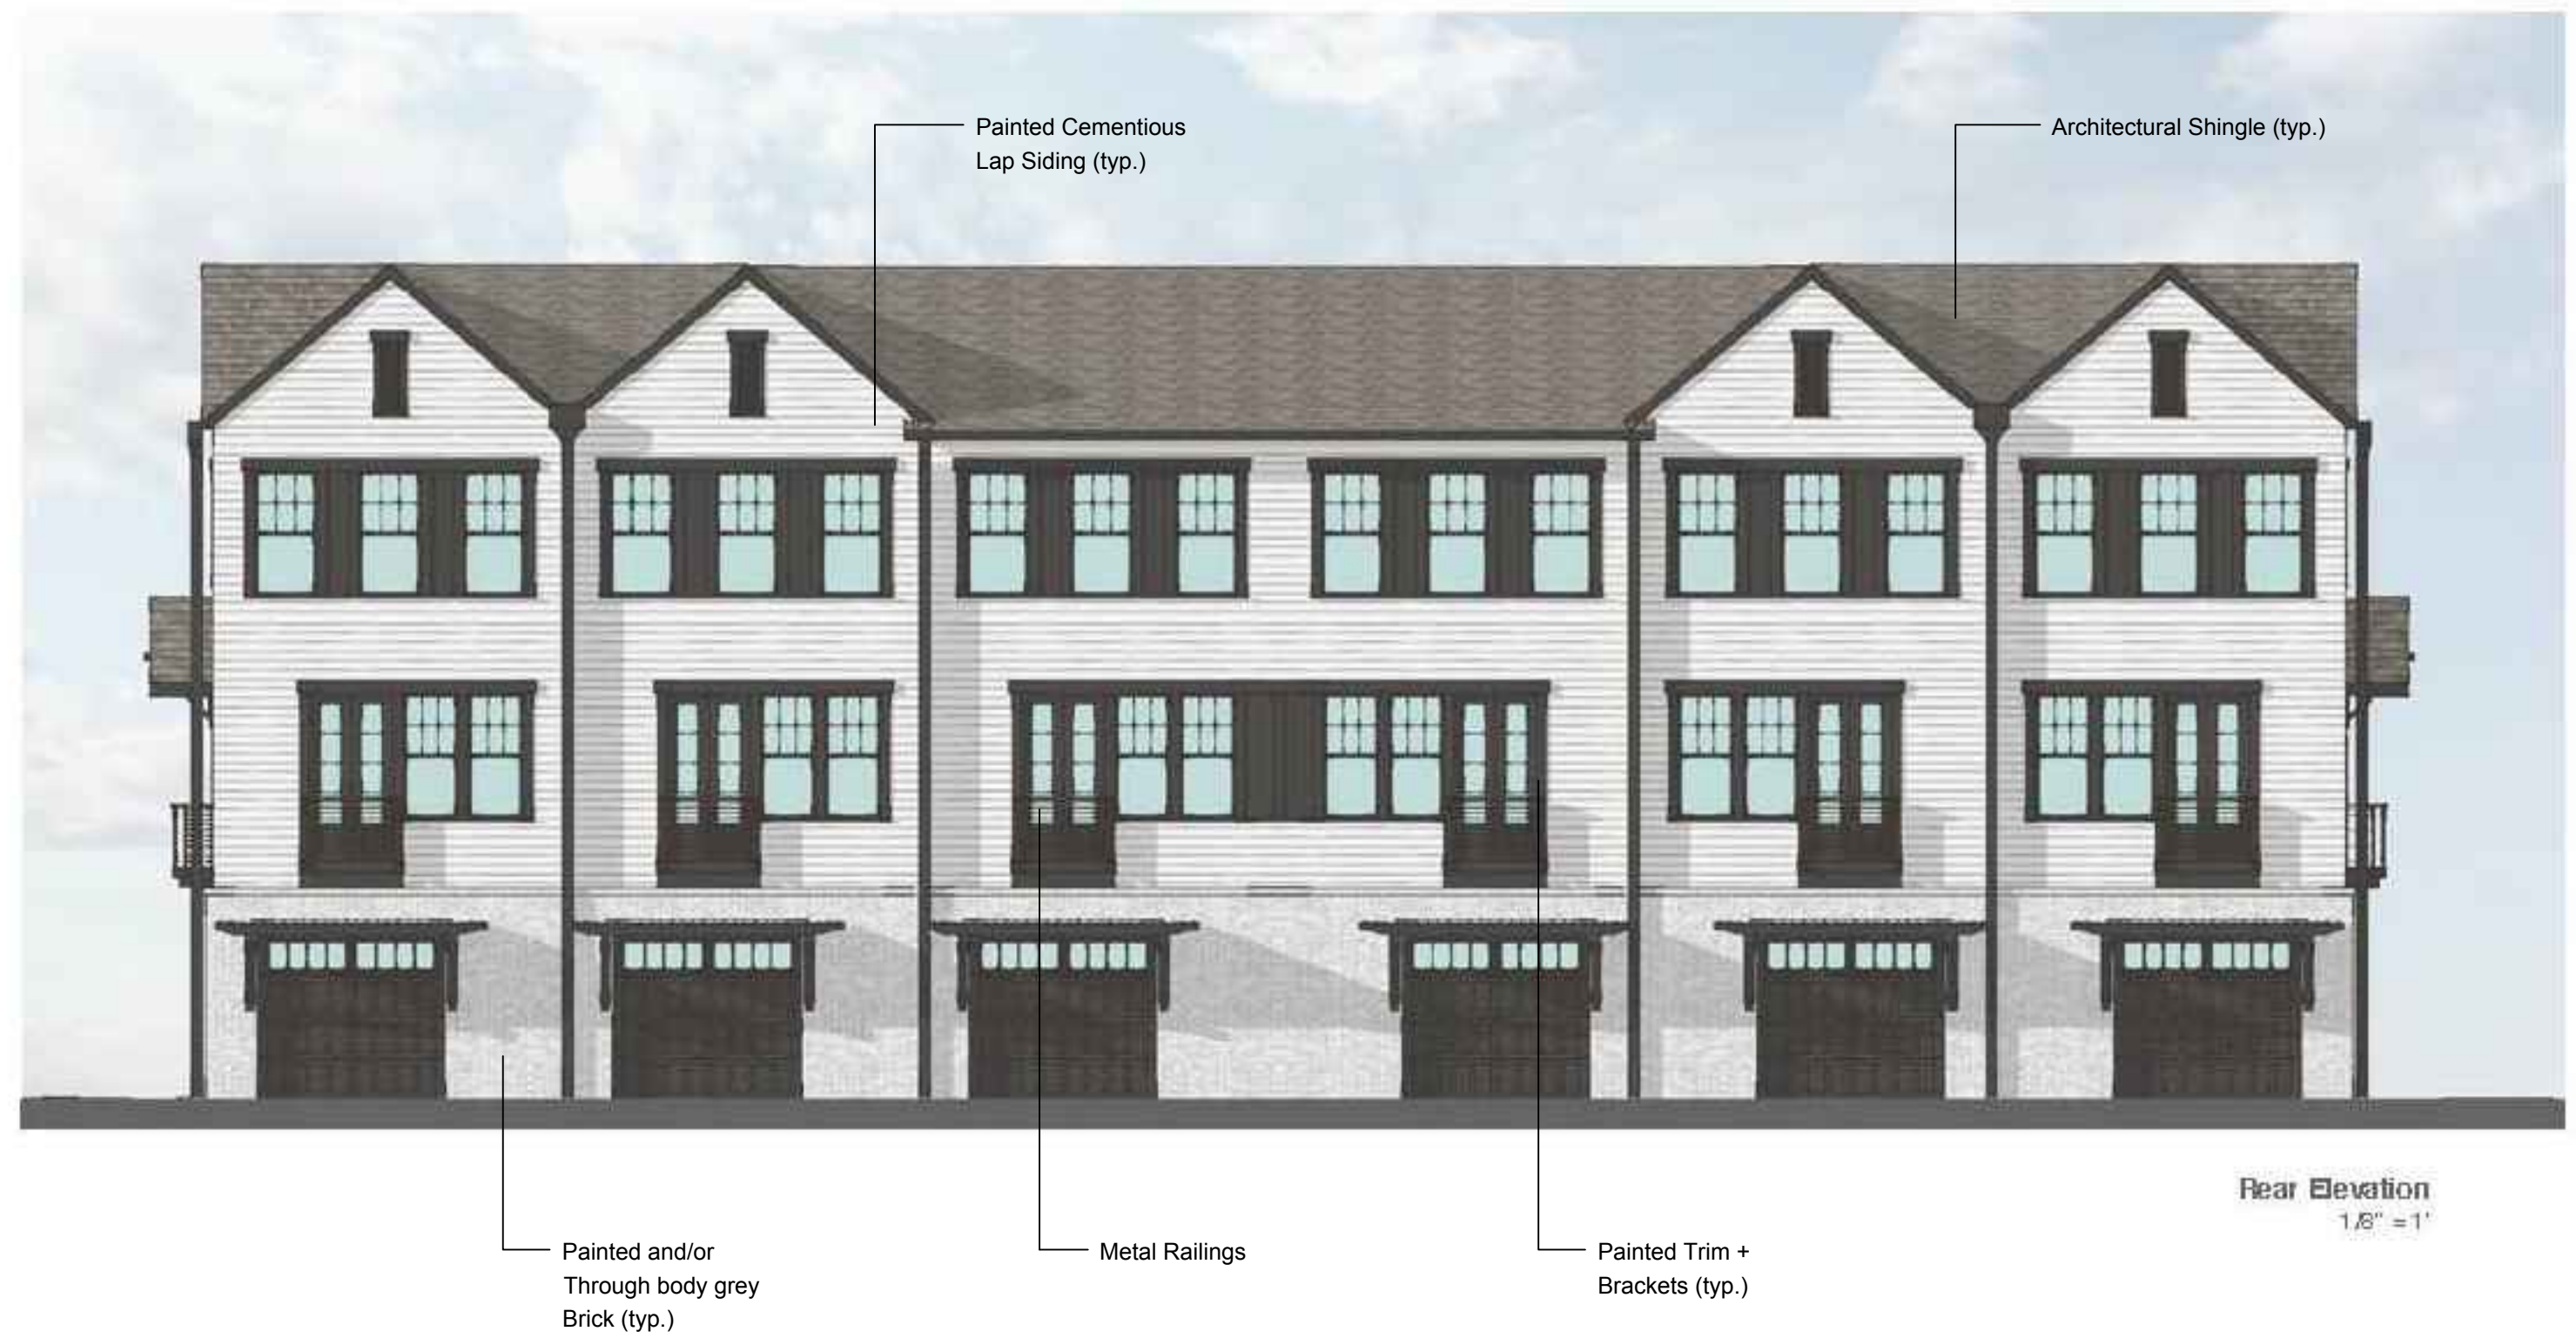 Painted Cementious
Lap Siding (typ.)
Architectural Shingle (typ.)
Rear Elevation
1/8" = 1'
Painted and/or
Through body grey
Brick (typ.)
Metal Railings
Painted Trim +
Brackets (typ.)